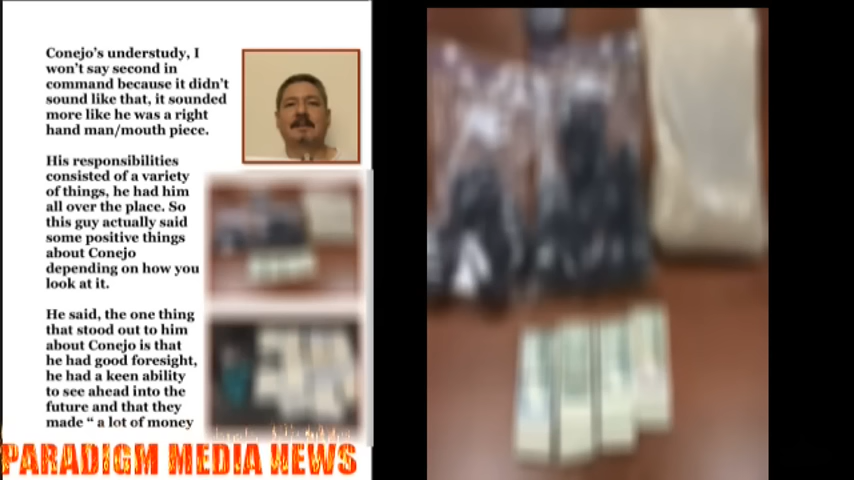 Conejo's understudy, I
won't say second in
command because it didn't
sound like that, it sounded
more like he was a right
hand man/mouth piece.
His responsibilities
consisted of a variety
of things, he had him
all over the place. So
this guy actually said
some positive things
about Conejo
depending on how you
look at it.
He said, the one thing
that stood out to him
about Conejo is that
he had good foresight,
he had a keen ability
to see ahead into the
future and that they
made “ a lot of money
PARADIGM MEDIA NEWS